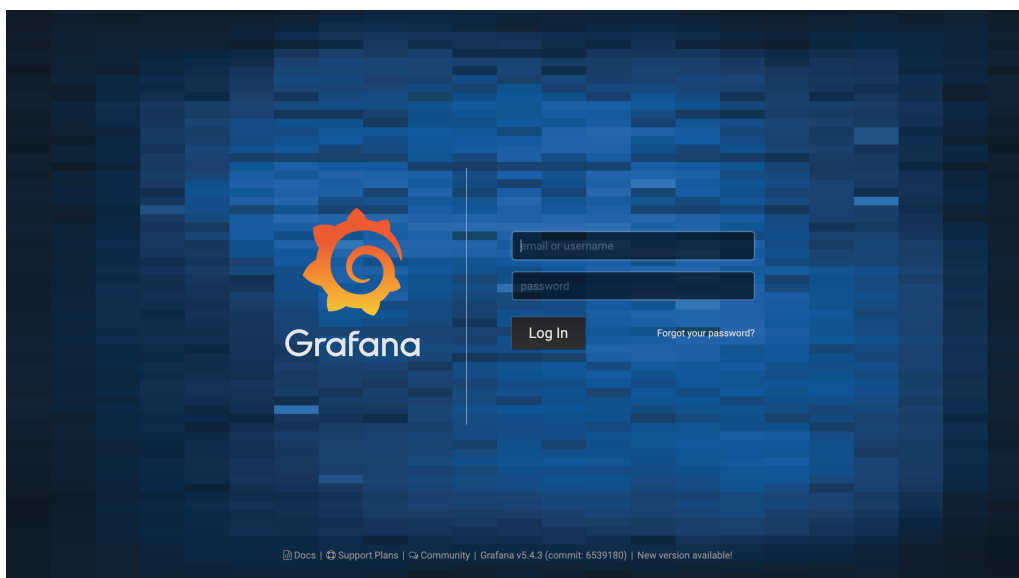 Grafana
email or username
password
Log In
Forgot your password?
Docs | Support Plans | Community | Grafana v5.4.3 (commit: 6539180) | New version available!